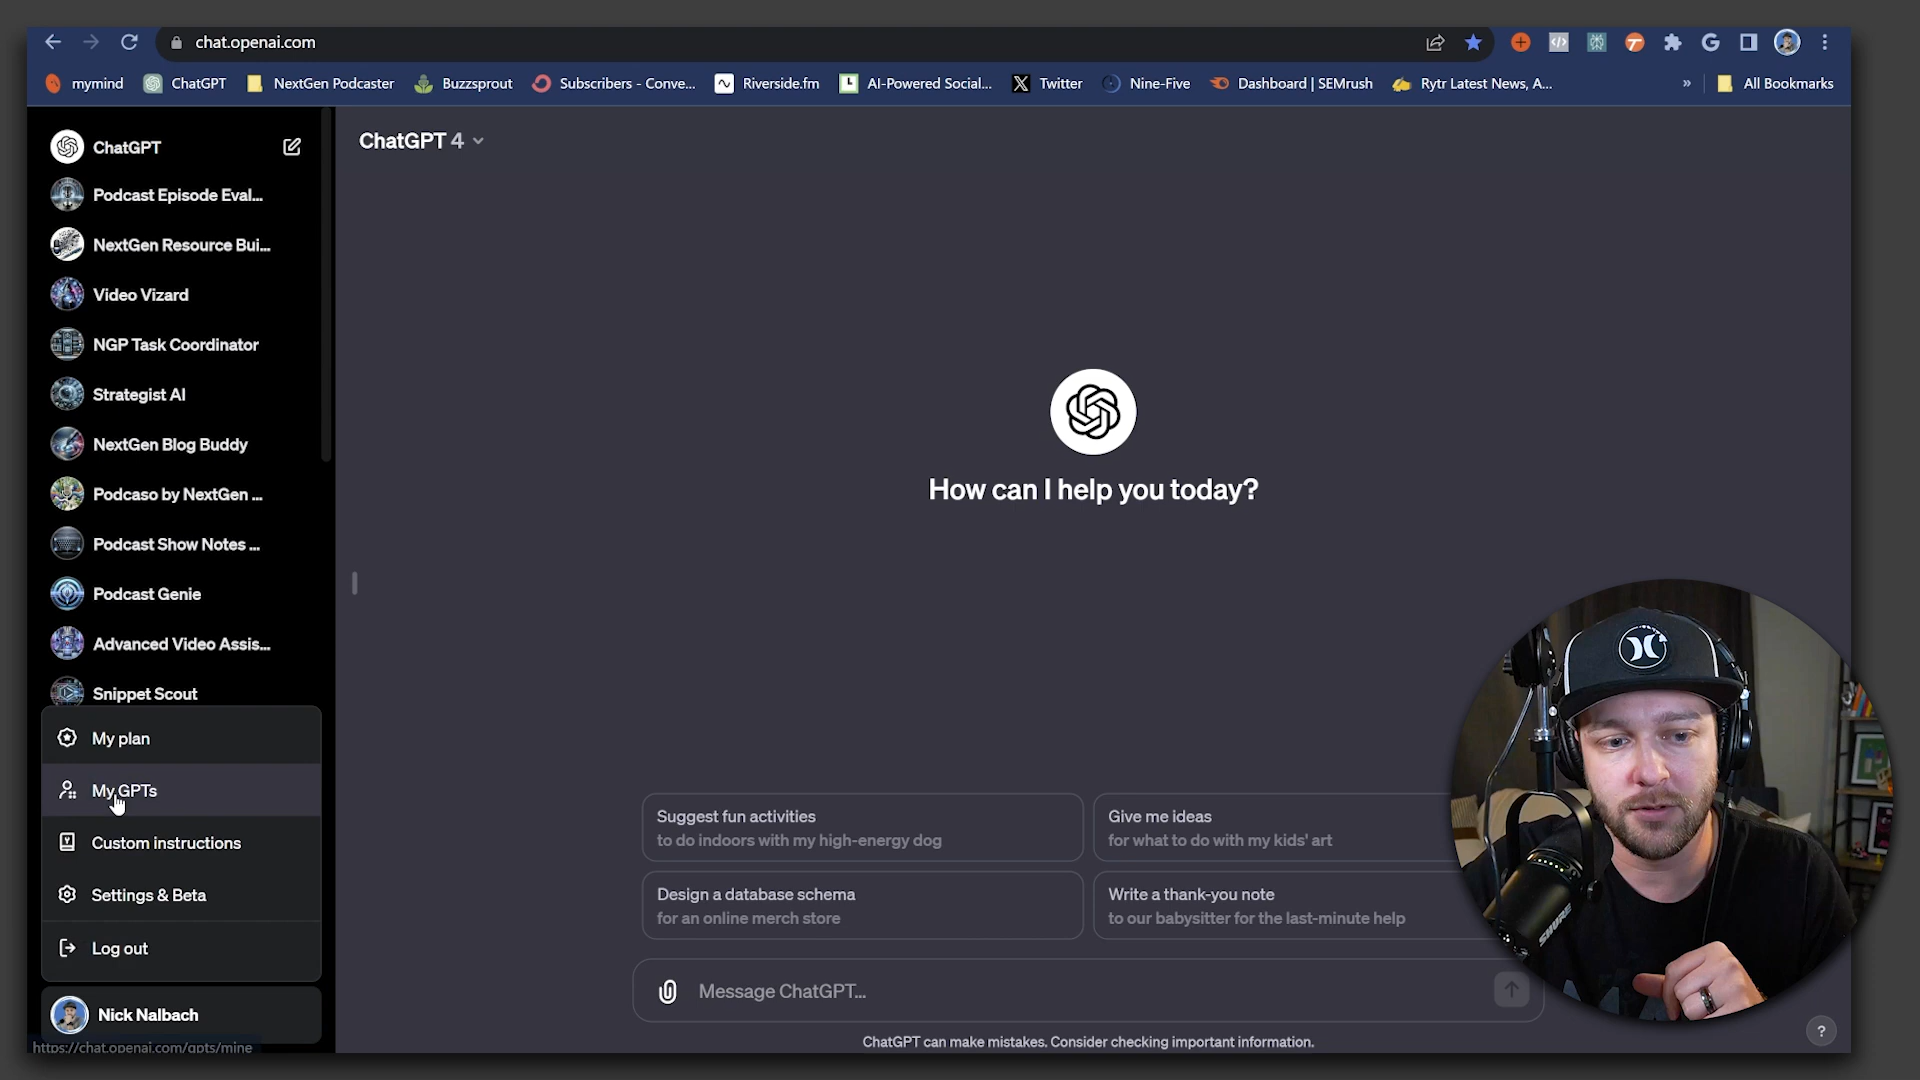 chat.openai.com
mymind
ChatGPT
NextGen Podcaster
Buzzsprout
Subscribers - Conve...
Riverside.fm
AI-Powered Social...
Twitter
Nine-Five
Dashboard | SEMrush
Rytr Latest News, A...
»
All Bookmarks
ChatGPT
Podcast Episode Eval...
NextGen Resource Bui...
Video Vizard
NGP Task Coordinator
Strategist AI
NextGen Blog Buddy
Podcaso by NextGen ...
Podcast Show Notes ...
Podcast Genie
Advanced Video Assis...
Snippet Scout
My plan
My GPTs
Custom instructions
Settings & Beta
Log out
Nick Nalbach
https://chat.openai.com/gpts/mine
ChatGPT 4
How can I help you today?
Suggest fun activities
to do indoors with my high-energy dog
Give me ideas
for what to do with my kids' art
Design a database schema
for an online merch store
Write a thank-you note
to our babysitter for the last-minute help
Message ChatGPT...
ChatGPT can make mistakes. Consider checking important information.
?
SHURE